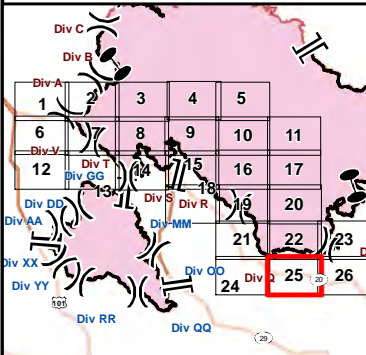 Div C
Div B
Div A
1 2 3 4 5
Div V
6 7 8 9 10 11
Div T
12 Div GG 13 14 15 16 17
Div S Div R 18 19 20
Div DD
Div AA
Div MM
21 22 23
Div XX
Div OO
24 Div Q 25 20 26
Div YY
101
Div RR
Div QQ
29